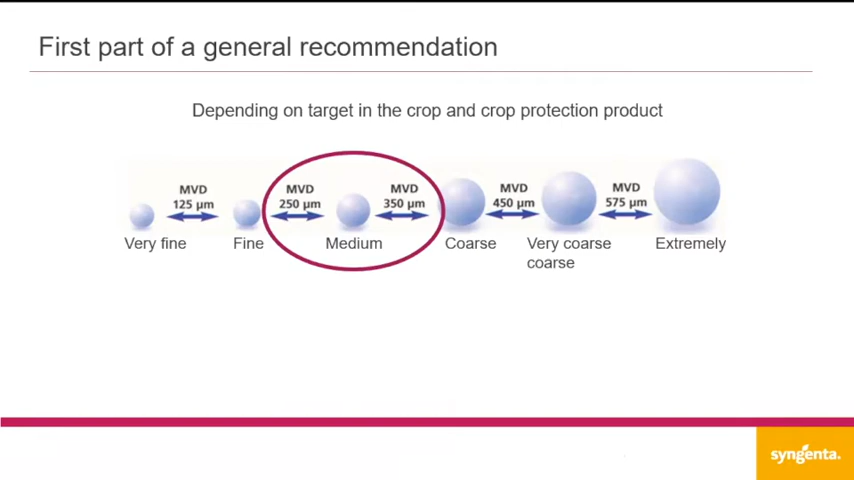 First part of a general recommendation
Depending on target in the crop and crop protection product
MVD MVD MVD MVD MVD
125 µm 250 µm 350 µm 450 µm 575 µm
Very fine Fine Medium Coarse Very coarse Extremely
coarse
syngenta.